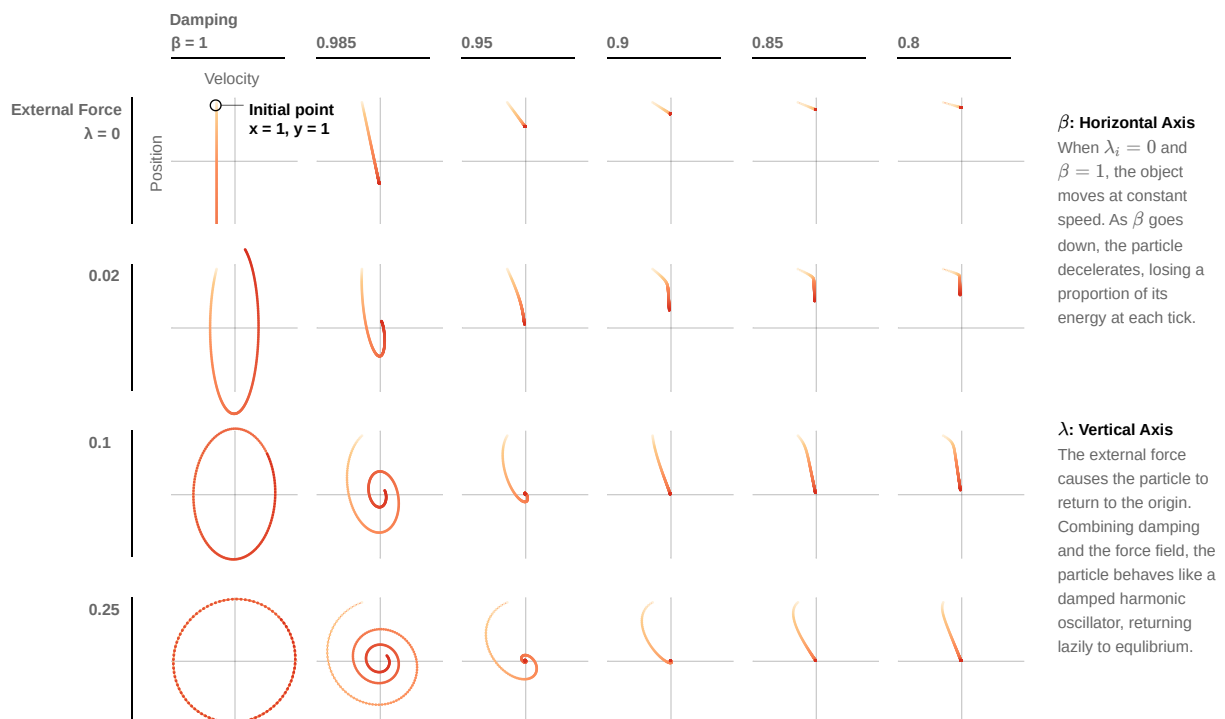 Damping
β = 1
0.985
0.95
0.9
0.85
0.8
Velocity
External Force
λ = 0
Initial point
x = 1, y = 1
Position
β: Horizontal Axis
When λᵢ = 0 and
β = 1, the object
moves at constant
speed. As β goes
down, the particle
decelerates, losing a
proportion of its
energy at each tick.
0.02
0.1
λ: Vertical Axis
The external force
causes the particle to
return to the origin.
Combining damping
and the force field, the
particle behaves like a
damped harmonic
oscillator, returning
lazily to equlibrium.
0.25